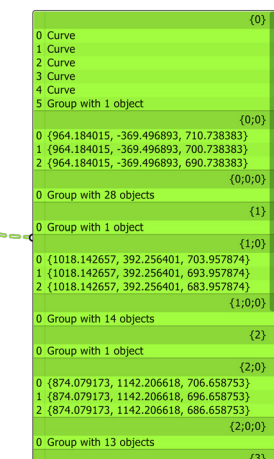 {0}
0 Curve
1 Curve
2 Curve
3 Curve
4 Curve
5 Group with 1 object
{0;0}
0 {964.184015, -369.496893, 710.738383}
1 {964.184015, -369.496893, 700.738383}
2 {964.184015, -369.496893, 690.738383}
{0;0;0}
0 Group with 28 objects
{1}
0 Group with 1 object
{1;0}
0 {1018.142657, 392.256401, 703.957874}
1 {1018.142657, 392.256401, 693.957874}
2 {1018.142657, 392.256401, 683.957874}
{1;0;0}
0 Group with 14 objects
{2}
0 Group with 1 object
{2;0}
0 {874.079173, 1142.206618, 706.658753}
1 {874.079173, 1142.206618, 696.658753}
2 {874.079173, 1142.206618, 686.658753}
{2;0;0}
0 Group with 13 objects
{3}